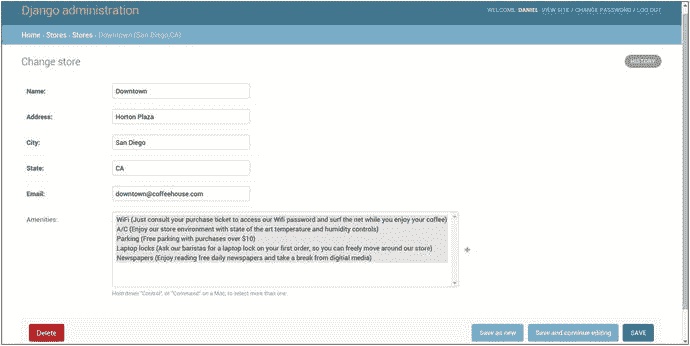 Django administration
WELCOME, DANIEL. VIEW SITE / CHANGE PASSWORD / LOG OUT
Home › Stores › Stores › Downtown (San Diego,CA)
Change store
HISTORY
Name: Downtown
Address: Horton Plaza
City: San Diego
State: CA
Email: downtown@coffeehouse.com
Amenities: WiFi (Just consult your purchase ticket to access our Wifi password and surf the net while you enjoy your coffee)
A/C (Enjoy our store environment with state of the art temperature and humidity controls)
Parking (Free parking with purchases over $10)
Laptop locks (Ask our baristas for a laptop lock on your first order, so you can freely move around our store)
Newspapers (Enjoy reading free daily newspapers and take a break from digitial media)
Hold down "Control", or "Command" on a Mac, to select more than one.
Delete
Save as new
Save and continue editing
SAVE